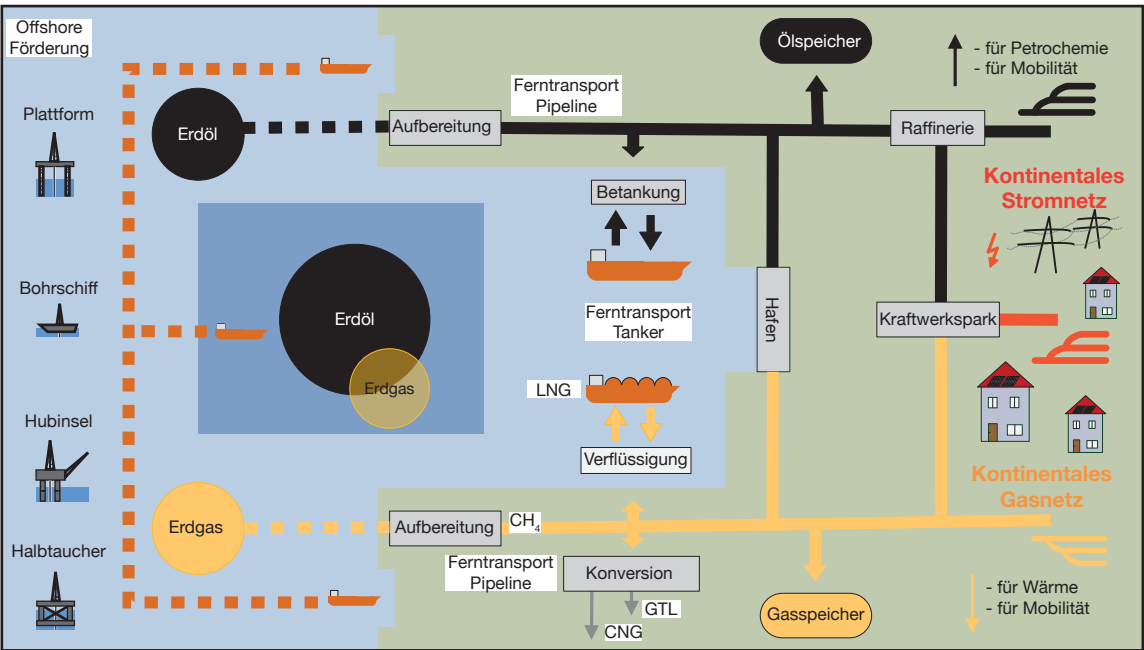 Offshore
Förderung
Plattform
Bohrschiff
Hubinsel
Halbtaucher
Erdöl
Aufbereitung
Ferntransport
Pipeline
Ölspeicher
Raffinerie
- für Petrochemie
- für Mobilität
Betankung
Ferntransport
Tanker
LNG
Verflüssigung
Erdöl
Erdgas
Hafen
Kontinentales
Stromnetz
Kraftwerkspark
Kontinentales
Gasnetz
Erdgas
Aufbereitung
CH₄
Ferntransport
Pipeline
Konversion
GTL
CNG
Gasspeicher
- für Wärme
- für Mobilität